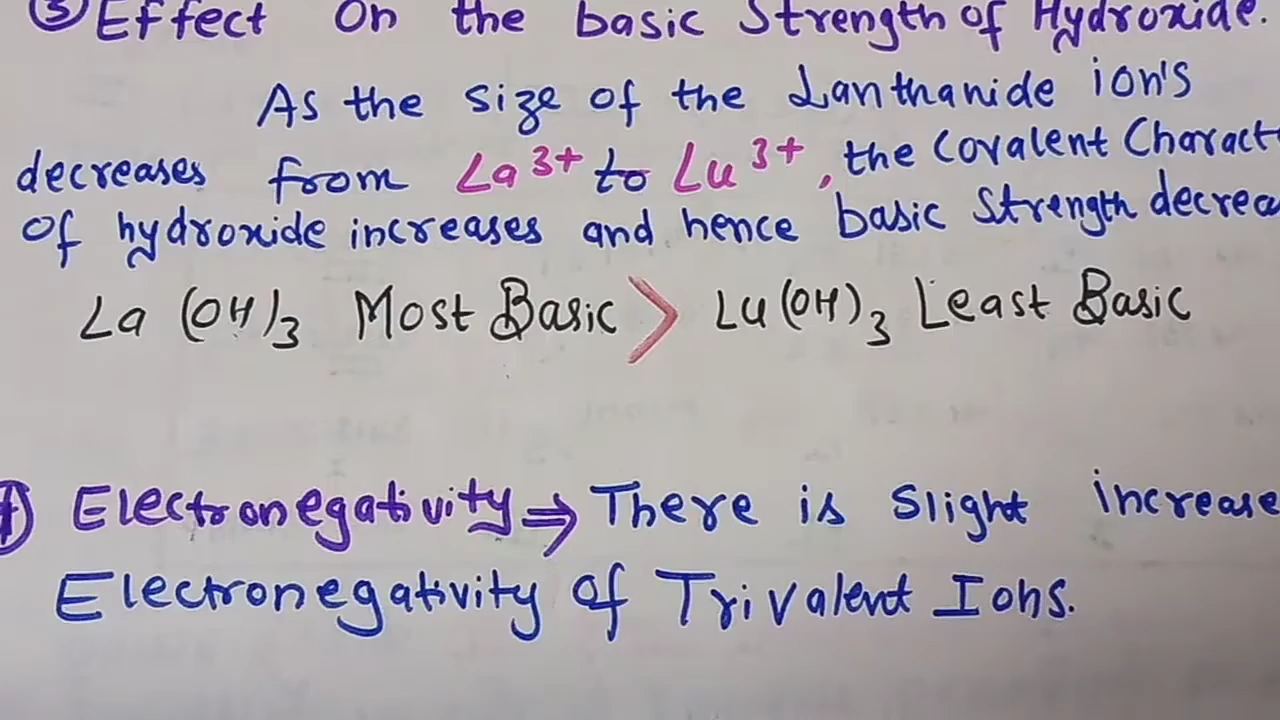 ③ Effect On the basic Strength of Hydroxide.
As the size of the Lanthanide ion's
decreases from La³⁺ to Lu³⁺, the Covalent Charact
of hydroxide increases and hence basic Strength decrea
La (OH)₃ Most Basic > Lu (OH)₃ Least Basic
Electronegativity ⇒ There is Slight increase
Electronegativity of Trivalent Ions.